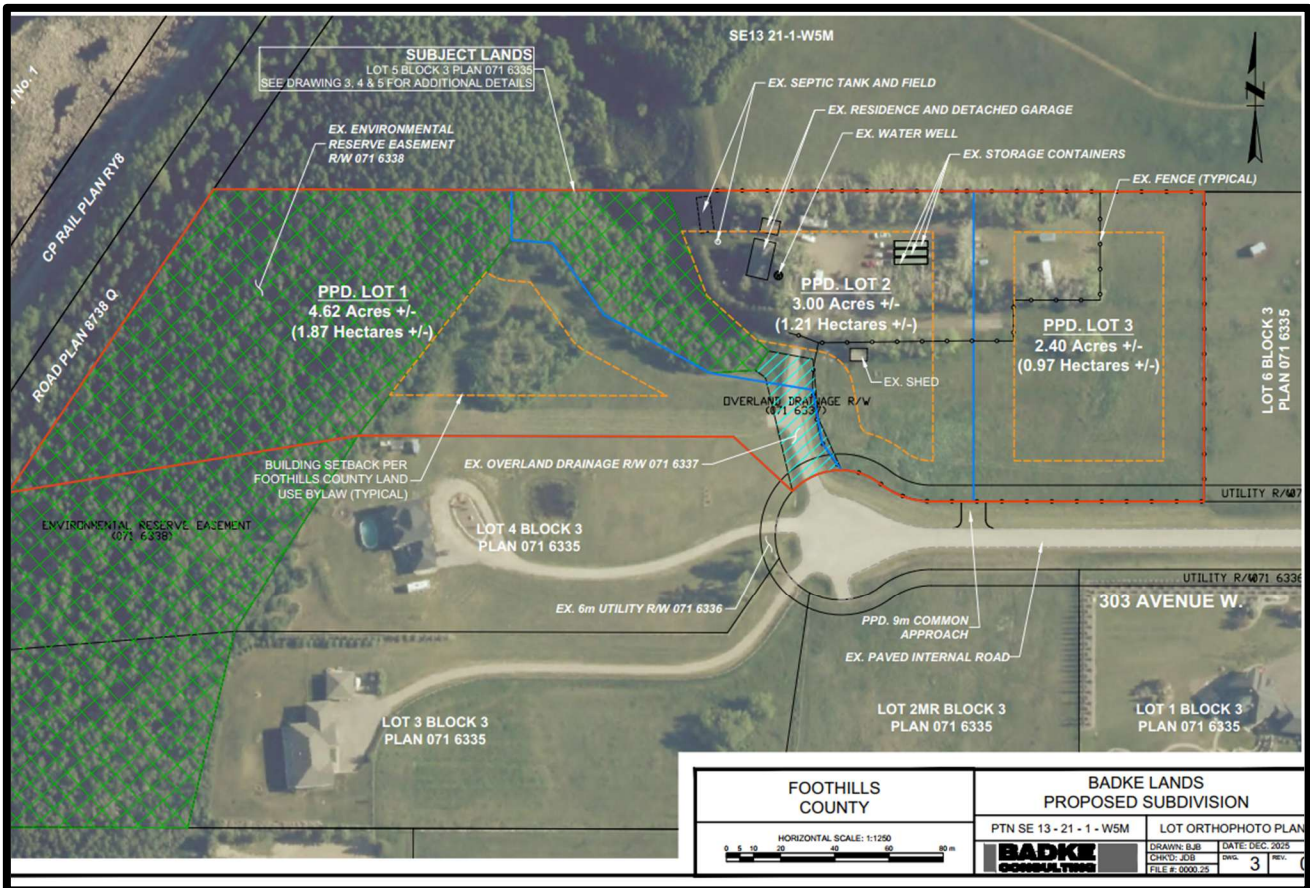 SE13 21-1-W5M
SUBJECT LANDS
LOT 5 BLOCK 3 PLAN 071 6335
SEE DRAWING 3, 4 & 5 FOR ADDITIONAL DETAILS
N
No. 1
EX. SEPTIC TANK AND FIELD
EX. RESIDENCE AND DETACHED GARAGE
EX. WATER WELL
EX. STORAGE CONTAINERS
EX. FENCE (TYPICAL)
EX. ENVIRONMENTAL
RESERVE EASEMENT
R/W 071 6338
CP RAIL PLAN RY8
ROAD PLAN 8738 Q
PPD. LOT 1
4.62 Acres +/-
(1.87 Hectares +/-)
PPD. LOT 2
3.00 Acres +/-
(1.21 Hectares +/-)
PPD. LOT 3
2.40 Acres +/-
(0.97 Hectares +/-)
LOT 6 BLOCK 3
PLAN 071 6335
EX. SHED
OVERLAND DRAINAGE R/W
(071 6337)
BUILDING SETBACK PER
FOOTHILLS COUNTY LAND
USE BYLAW (TYPICAL)
EX. OVERLAND DRAINAGE R/W 071 6337
UTILITY R/W07
ENVIRONMENTAL RESERVE EASEMENT
(071 6338)
LOT 4 BLOCK 3
PLAN 071 6335
UTILITY R/W071 6336
303 AVENUE W.
EX. 6m UTILITY R/W 071 6336
PPD. 9m COMMON
APPROACH
EX. PAVED INTERNAL ROAD
LOT 3 BLOCK 3
PLAN 071 6335
LOT 2MR BLOCK 3
PLAN 071 6335
LOT 1 BLOCK 3
PLAN 071 6335
FOOTHILLS
COUNTY
BADKE LANDS
PROPOSED SUBDIVISION
HORIZONTAL SCALE: 1:1250
0 5 10 20 40 60 80 m
PTN SE 13 - 21 - 1 - W5M
LOT ORTHOPHOTO PLAN
BADKE
CONSULTING
DRAWN: BJB
DATE: DEC, 2025
CHK'D: JDB
DWG. 3
REV.
FILE #: 0000.25